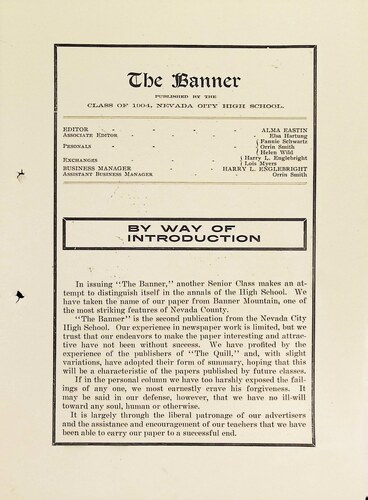 The Banner
PUBLISHED BY THE
CLASS OF 1904, NEVADA CITY HIGH SCHOOL.
EDITOR - - - - - ALMA EASTIN
ASSOCIATE EDITOR - - - - - Elsa Hartung
PESONALS - - - - { Fannie Schwartz
Orrin Smith
Helen Wild
EXCHANGES - - - - { Harry L. Englebright
Lois Myers
BUSINESS MANAGER - - - HARRY L. ENGLEBRIGHT
ASSISTANT BUSINESS MANAGER - - - Orrin Smith
BY WAY OF
INTRODUCTION
In issuing "The Banner," another Senior Class makes an at-
tempt to distinguish itself in the annals of the High School. We
have taken the name of our paper from Banner Mountain, one of
the most striking features of Nevada County.
"The Banner" is the second publication from the Nevada City
High School. Our experience in newspaper work is limited, but we
trust that our endeavors to make the paper interesting and attrac-
tive have not been without success. We have profited by the
experience of the publishers of "The Quill," and, with slight
variations, have adopted their form of summary, hoping that this
will be a characteristic of the papers published by future classes.
If in the personal column we have too harshly exposed the fail-
ings of any one, we most earnestly crave his forgiveness. It
may be said in our defense, however, that we have no ill-will
toward any soul, human or otherwise.
It is largely through the liberal patronage of our advertisers
and the assistance and encouragement of our teachers that we have
been able to carry our paper to a successful end.